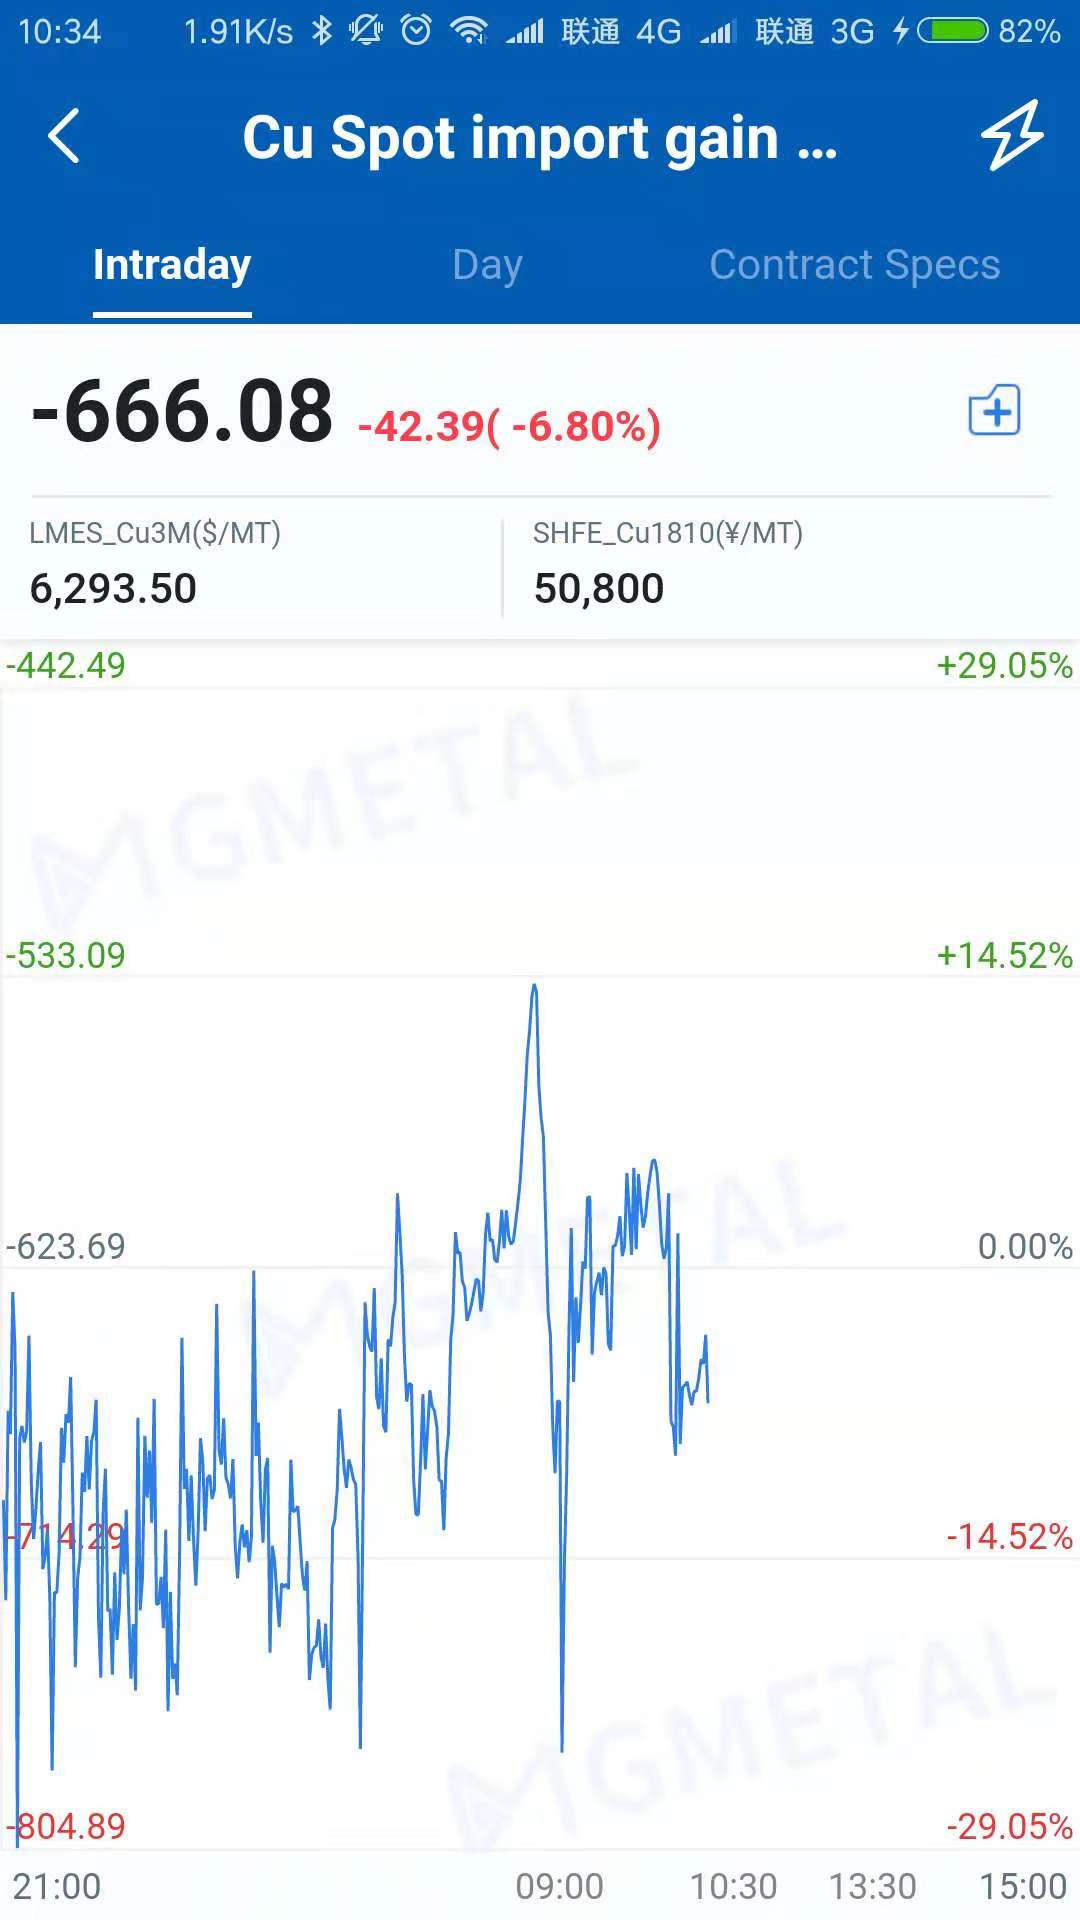 10:34 1.91K/s 联通 4G 联通 3G 82%
Cu Spot import gain ...
Intraday Day Contract Specs
-666.08 -42.39( -6.80%)
LMES_Cu3M($/MT) SHFE_Cu1810(¥/MT)
6,293.50 50,800
-442.49 +29.05%
GMETAL
-533.09 +14.52%
GMETAL
-623.69 0.00%
-714.29 -14.52%
GMETAL
-804.89 -29.05%
21:00 09:00 10:30 13:30 15:00